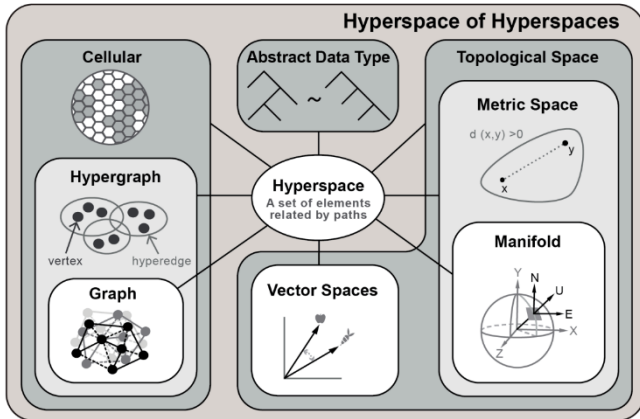 Hyperspace of Hyperspaces
Cellular
Abstract Data Type
~
Topological Space
Metric Space
d (x,y) >0
y
x
Hypergraph
vertex
hyperedge
Hyperspace
A set of elements
related by paths
Manifold
Y
N
U
E
X
Z
Graph
Vector Spaces